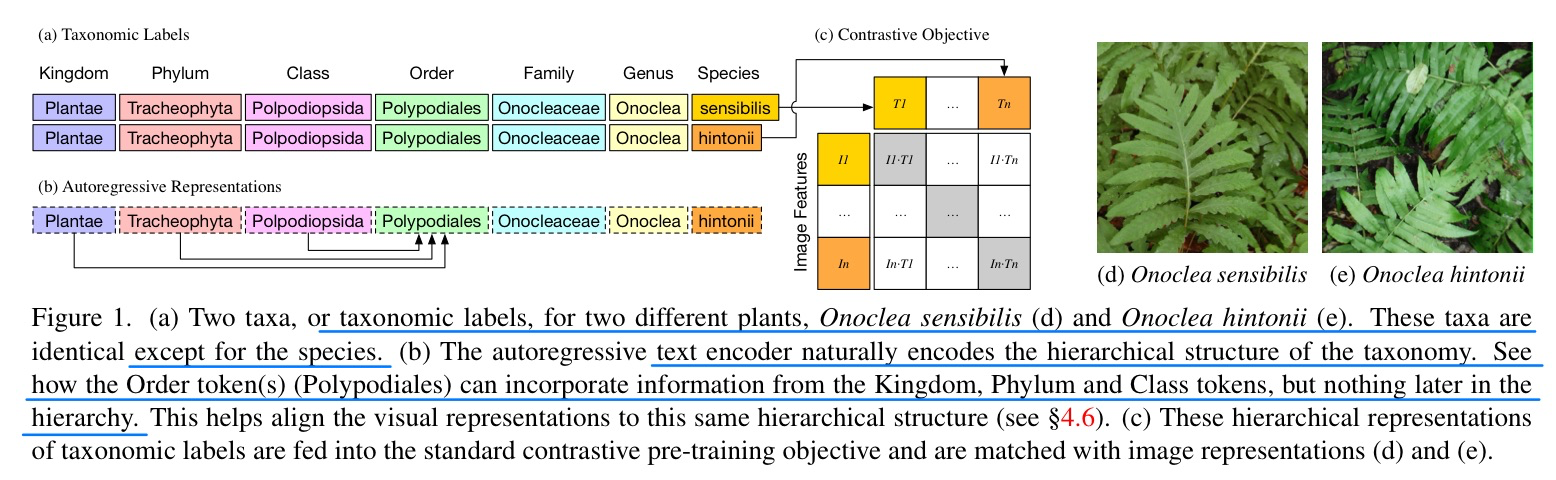 (a) Taxonomic Labels
Kingdom Phylum Class Order Family Genus Species
Plantae Tracheophyta Polpodiopsida Polypodiales Onocleaceae Onoclea sensibilis
Plantae Tracheophyta Polpodiopsida Polypodiales Onocleaceae Onoclea hintonii
(b) Autoregressive Representations
Plantae Tracheophyta Polpodiopsida Polypodiales Onocleaceae Onoclea hintonii
(c) Contrastive Objective
T1 ... Tn
Image Features
I1 I1·T1 ... I1·Tn
... ... ... ...
In In·T1 ... In·Tn
(d) Onoclea sensibilis (e) Onoclea hintonii
Figure 1. (a) Two taxa, or taxonomic labels, for two different plants, Onoclea sensibilis (d) and Onoclea hintonii (e). These taxa are
identical except for the species. (b) The autoregressive text encoder naturally encodes the hierarchical structure of the taxonomy. See
how the Order token(s) (Polypodiales) can incorporate information from the Kingdom, Phylum and Class tokens, but nothing later in the
hierarchy. This helps align the visual representations to this same hierarchical structure (see §4.6). (c) These hierarchical representations
of taxonomic labels are fed into the standard contrastive pre-training objective and are matched with image representations (d) and (e).